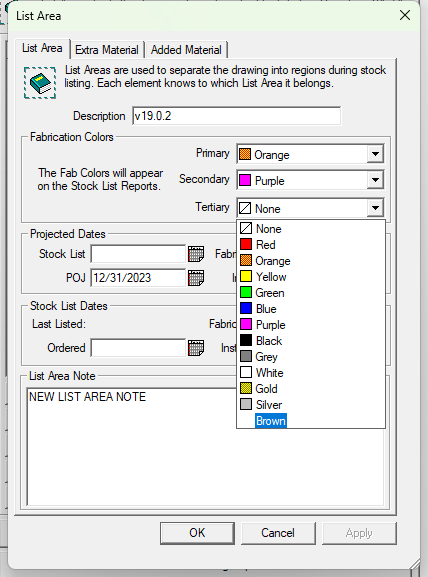 List Area
List Area
Extra Material
Added Material
List Areas are used to separate the drawing into regions during stock
listing. Each element knows to which List Area it belongs.
Description
v19.0.2
Fabrication Colors
The Fab Colors will appear
on the Stock List Reports.
Primary
Orange
Secondary
Purple
Tertiary
None
None
Red
Orange
Yellow
Green
Blue
Purple
Black
Grey
White
Gold
Silver
Brown
Projected Dates
Stock List
Fabri
POJ
12/31/2023
In
Stock List Dates
Last Listed:
Fabric
Ordered
Inst
List Area Note
NEW LIST AREA NOTE
OK
Cancel
Apply